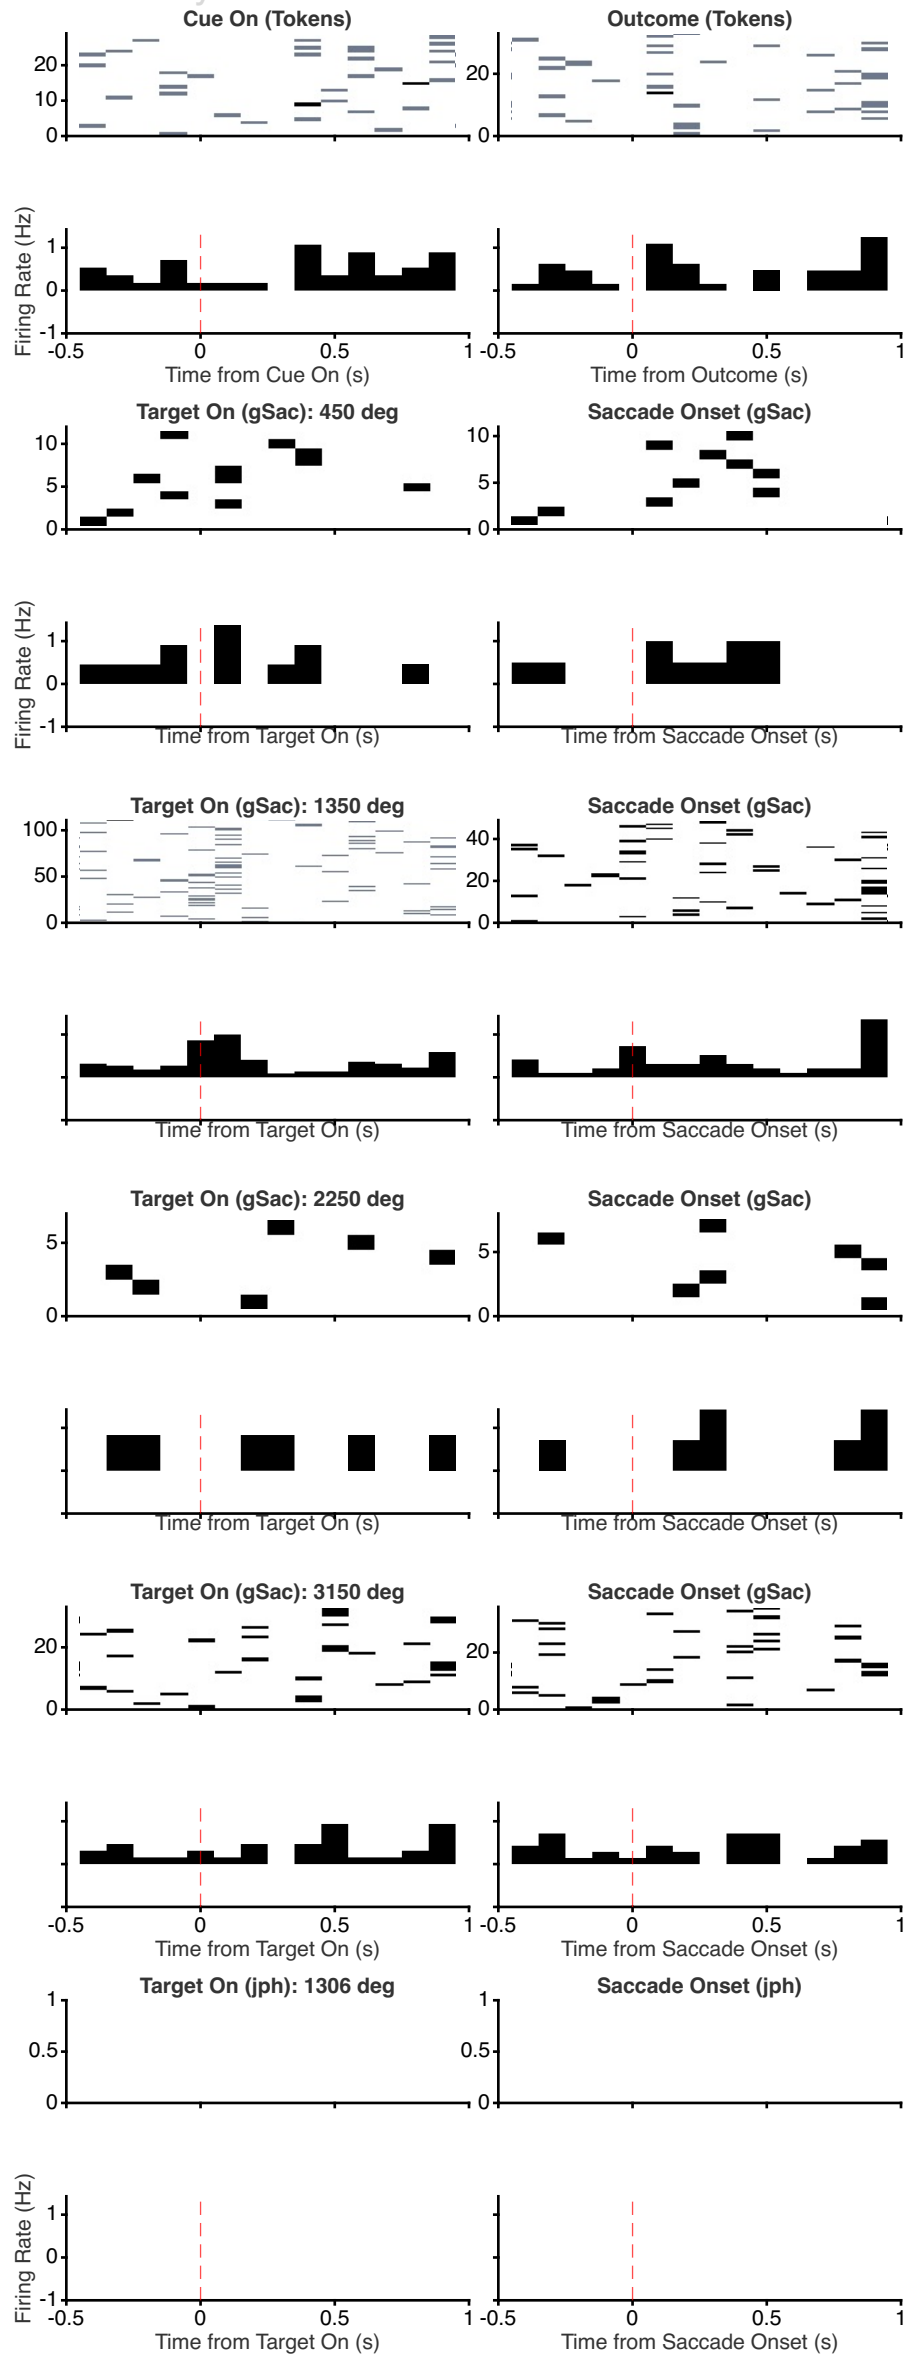 Cue On (Tokens)
Outcome (Tokens)
20
10
0
20
0
Firing Rate (Hz)
1
0
-1
-0.5 0 0.5 1
-0.5 0 0.5 1
Time from Cue On (s)
Time from Outcome (s)
Target On (gSac): 450 deg
Saccade Onset (gSac)
10
5
0
10
5
0
Firing Rate (Hz)
1
0
-1
Time from Target On (s)
Time from Saccade Onset (s)
Target On (gSac): 1350 deg
Saccade Onset (gSac)
100
50
0
40
20
0
Time from Target On (s)
Time from Saccade Onset (s)
Target On (gSac): 2250 deg
Saccade Onset (gSac)
5
0
5
0
Time from Target On (s)
Time from Saccade Onset (s)
Target On (gSac): 3150 deg
Saccade Onset (gSac)
20
0
20
0
-0.5 0 0.5 1
-0.5 0 0.5 1
Time from Target On (s)
Time from Saccade Onset (s)
Target On (jph): 1306 deg
Saccade Onset (jph)
1
0.5
0
1
0.5
0
Firing Rate (Hz)
1
0
-1
-0.5 0 0.5 1
-0.5 0 0.5 1
Time from Target On (s)
Time from Saccade Onset (s)